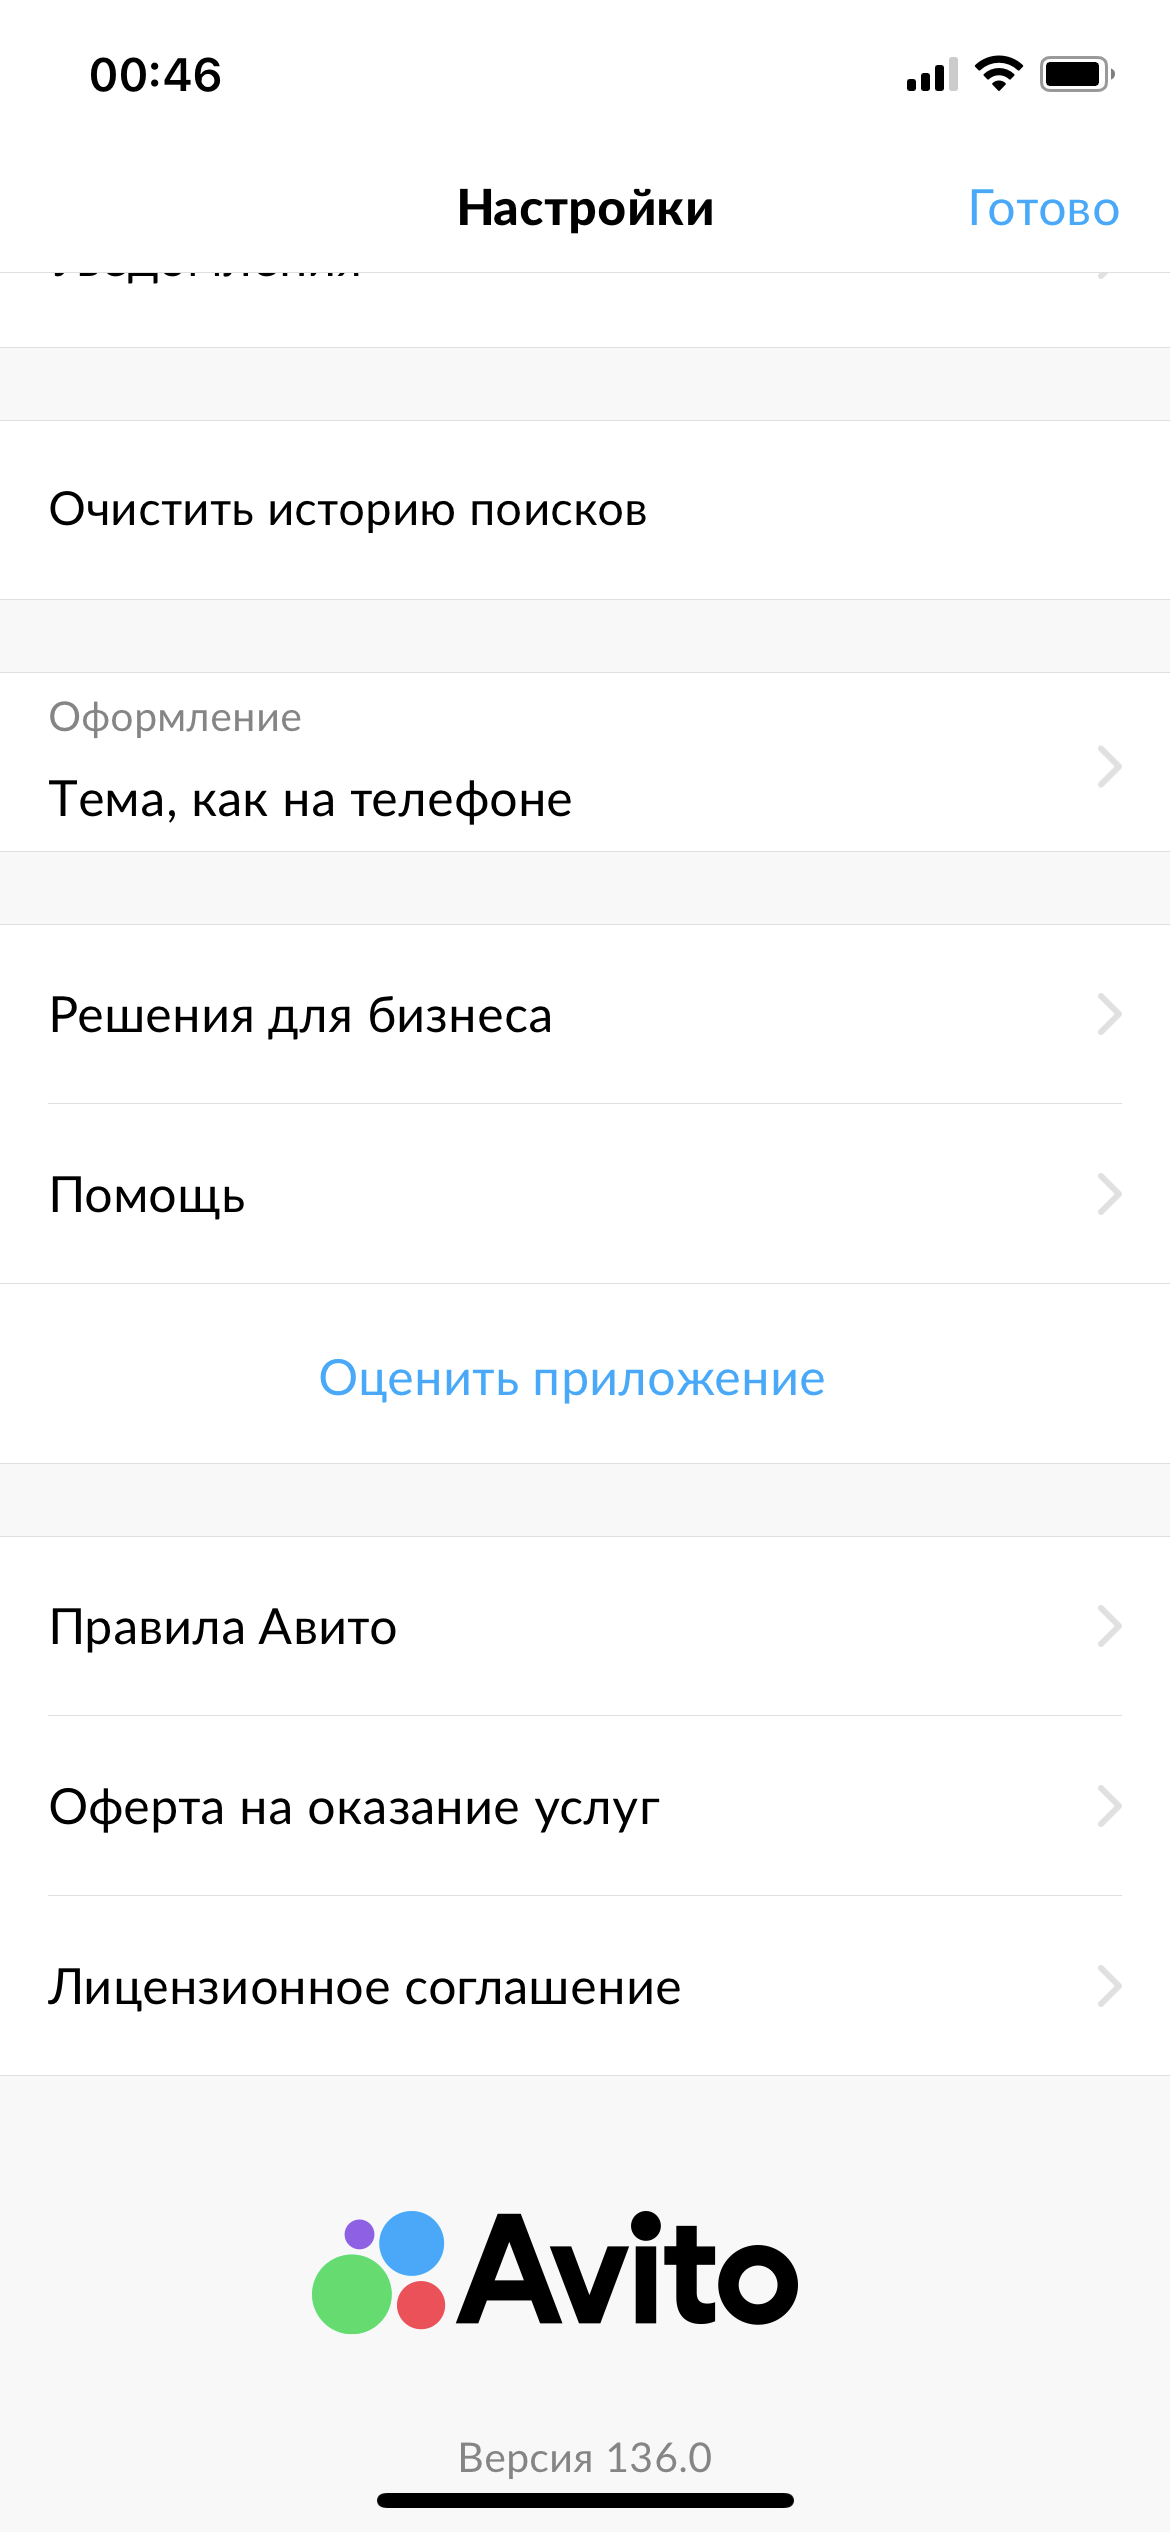 00:46
Настройки
Готово
Уведомления
Очистить историю поисков
Оформление
Тема, как на телефоне
Решения для бизнеса
Помощь
Оценить приложение
Правила Авито
Оферта на оказание услуг
Лицензионное соглашение
Avito
Версия 136.0